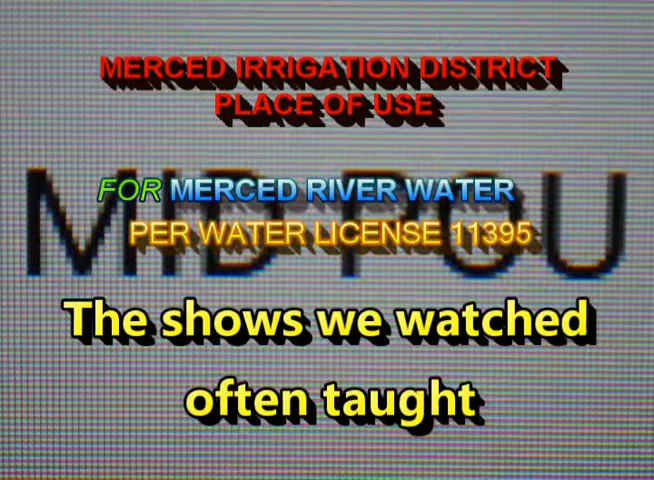 MERCED IRRIGATION DISTRICT
PLACE OF USE
MID POU
FOR MERCED RIVER WATER
PER WATER LICENSE 11395
The shows we watched
often taught